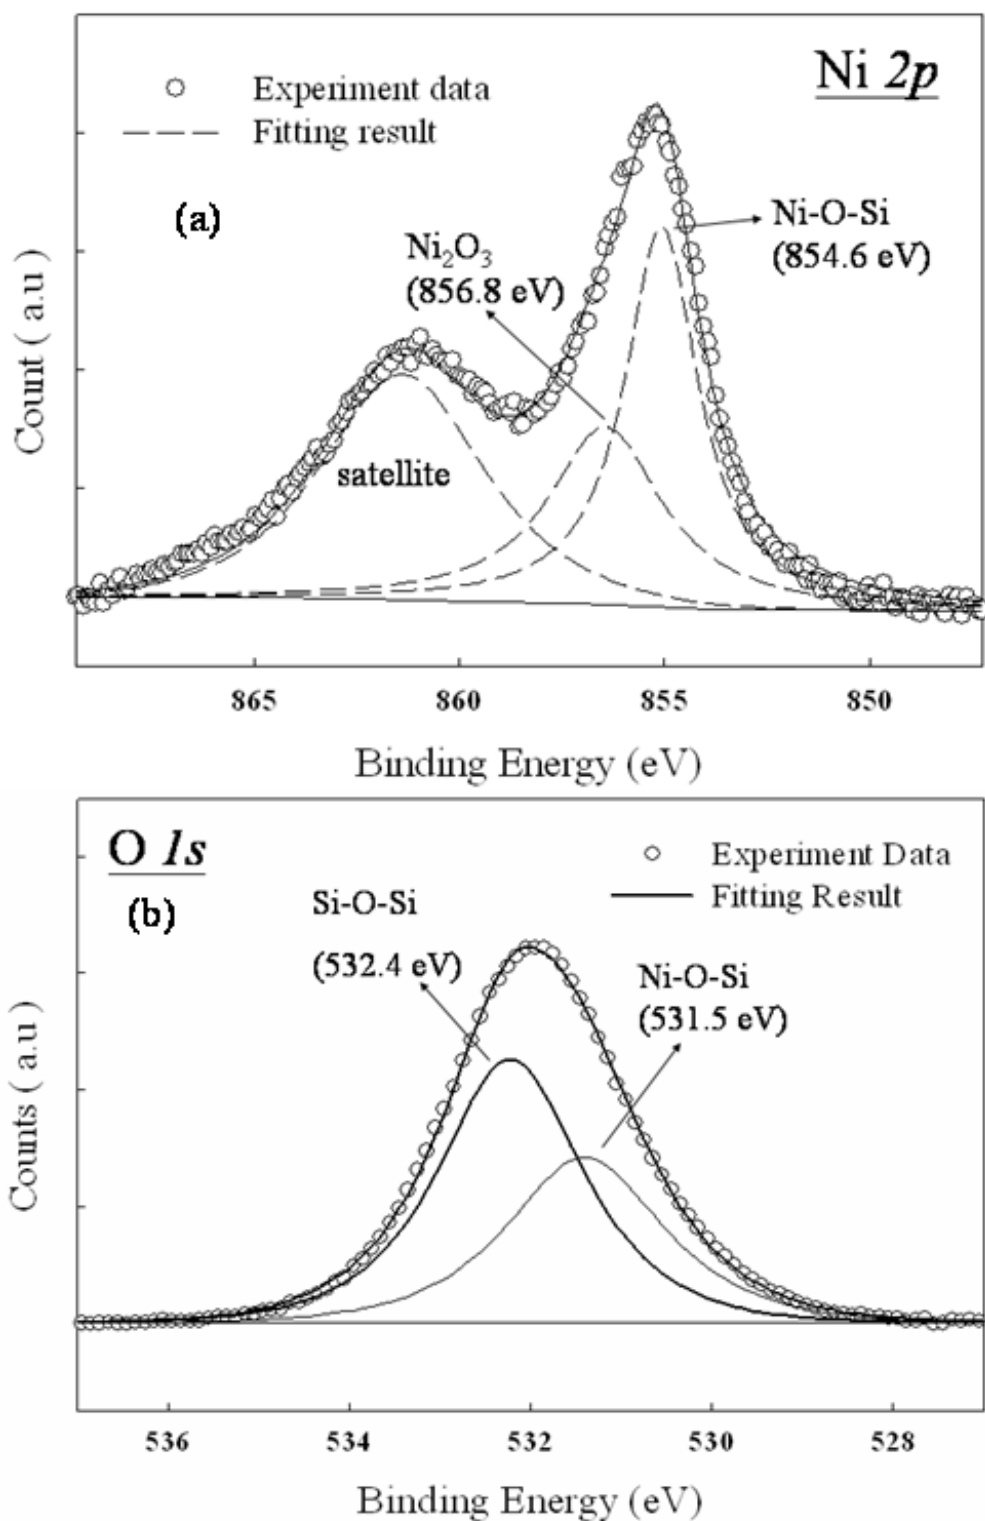 Ni 2p
Experiment data
Fitting result
(a)
Ni-O-Si
(854.6 eV)
Ni₂O₃
(856.8 eV)
satellite
Count ( a.u )
865 860 855 850
Binding Energy (eV)
O 1s
Experiment Data
Fitting Result
(b)
Si-O-Si
(532.4 eV)
Ni-O-Si
(531.5 eV)
Counts ( a.u )
536 534 532 530 528
Binding Energy (eV)